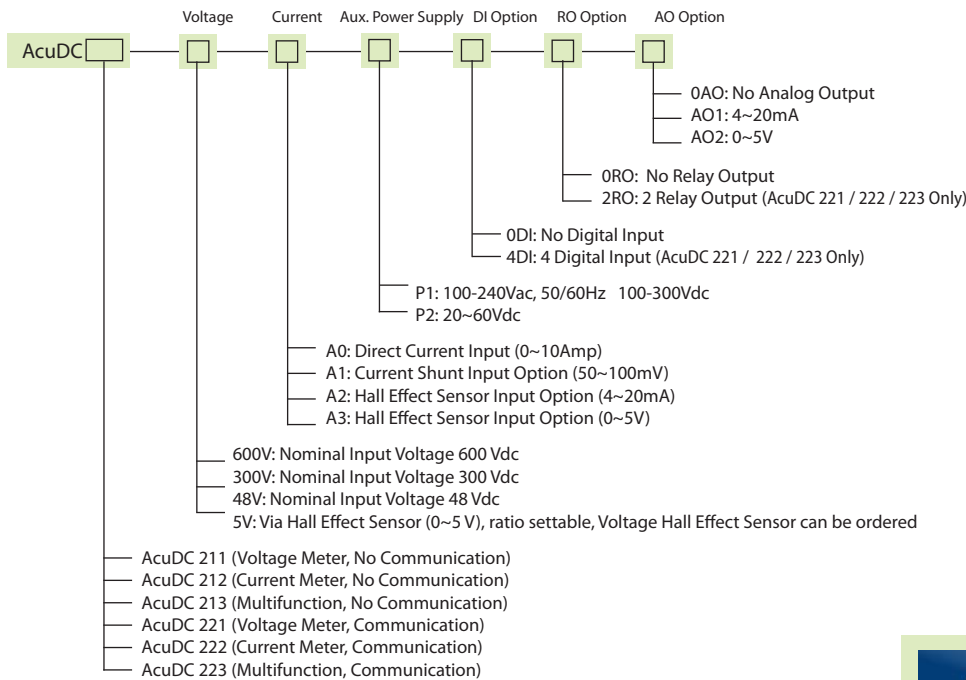 Voltage Current Aux. Power Supply DI Option RO Option AO Option
AcuDC
0AO: No Analog Output
AO1: 4~20mA
AO2: 0~5V
0RO: No Relay Output
2RO: 2 Relay Output (AcuDC 221 / 222 / 223 Only)
0DI: No Digital Input
4DI: 4 Digital Input (AcuDC 221 / 222 / 223 Only)
P1: 100-240Vac, 50/60Hz 100-300Vdc
P2: 20~60Vdc
A0: Direct Current Input (0~10Amp)
A1: Current Shunt Input Option (50~100mV)
A2: Hall Effect Sensor Input Option (4~20mA)
A3: Hall Effect Sensor Input Option (0~5V)
600V: Nominal Input Voltage 600 Vdc
300V: Nominal Input Voltage 300 Vdc
48V: Nominal Input Voltage 48 Vdc
5V: Via Hall Effect Sensor (0~5 V), ratio settable, Voltage Hall Effect Sensor can be ordered
AcuDC 211 (Voltage Meter, No Communication)
AcuDC 212 (Current Meter, No Communication)
AcuDC 213 (Multifunction, No Communication)
AcuDC 221 (Voltage Meter, Communication)
AcuDC 222 (Current Meter, Communication)
AcuDC 223 (Multifunction, Communication)